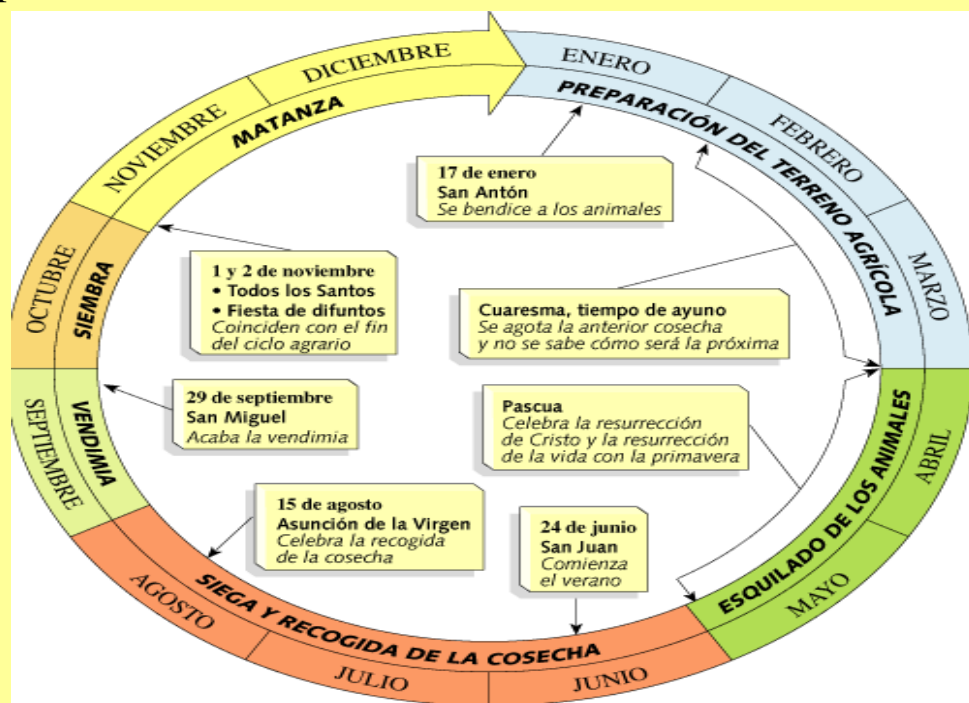 ENERO
FEBRERO
MARZO
ABRIL
MAYO
JUNIO
JULIO
AGOSTO
SEPTIEMBRE
OCTUBRE
NOVIEMBRE
DICIEMBRE
PREPARACIÓN DEL TERRENO AGRÍCOLA
ESQUILADO DE LOS ANIMALES
SIEGA Y RECOGIDA DE LA COSECHA
VENDIMIA
SIEMBRA
MATANZA
17 de enero
San Antón
Se bendice a los animales
Cuaresma, tiempo de ayuno
Se agota la anterior cosecha
y no se sabe cómo será la próxima
Pascua
Celebra la resurrección
de Cristo y la resurrección
de la vida con la primavera
24 de junio
San Juan
Comienza
el verano
15 de agosto
Asunción de la Virgen
Celebra la recogida
de la cosecha
29 de septiembre
San Miguel
Acaba la vendimia
1 y 2 de noviembre
• Todos los Santos
• Fiesta de difuntos
Coinciden con el fin
del ciclo agrario